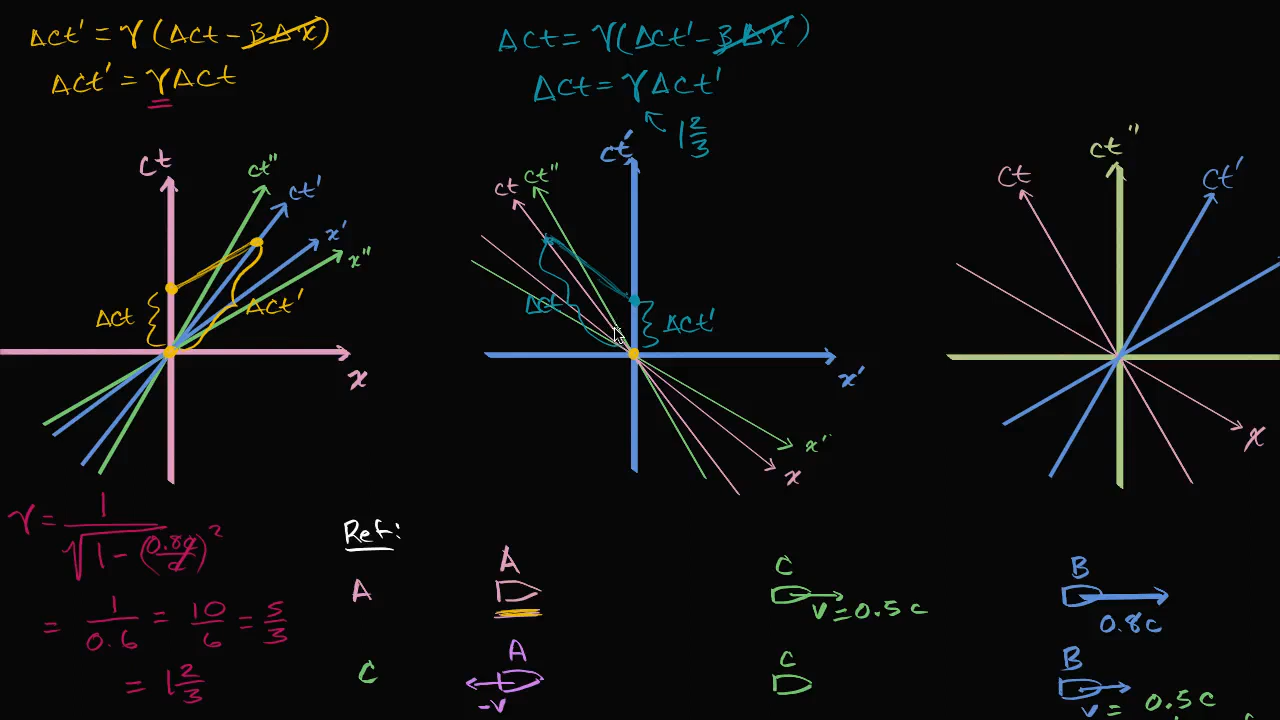 Δct' = γ(Δct - βΔx)
Δct' = γΔct
Δct = γ(Δct' - βΔx')
Δct = γΔct'
1 2/3
ct
ct''
ct'
x'
x''
x
Δct
Δct'
ct'
ct
ct''
Δct
Δct'
x'
x'
x
ct''
ct
ct'
x
γ = 1 / √(1 - (0.8c/c)²)
= 1/0.6 = 10/6 = 5/3
= 1 2/3
Ref:
A
A
C
v = 0.5c
B
0.8c
C
A
-v
C
B
v = 0.5c